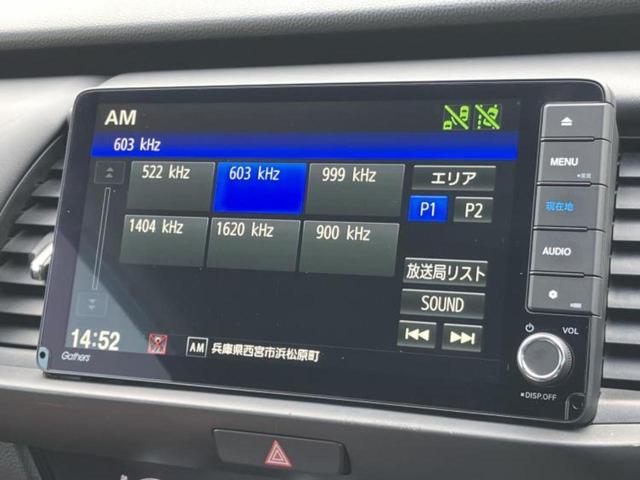 AM
603 kHz
522 kHz
603 kHz
999 kHz
エリア
P1
P2
1404 kHz
1620 kHz
900 kHz
放送局リスト
SOUND
14:52
AM
兵庫県西宮市浜松原町
Gathers
MENU
現在地
AUDIO
VOL
DISP.OFF